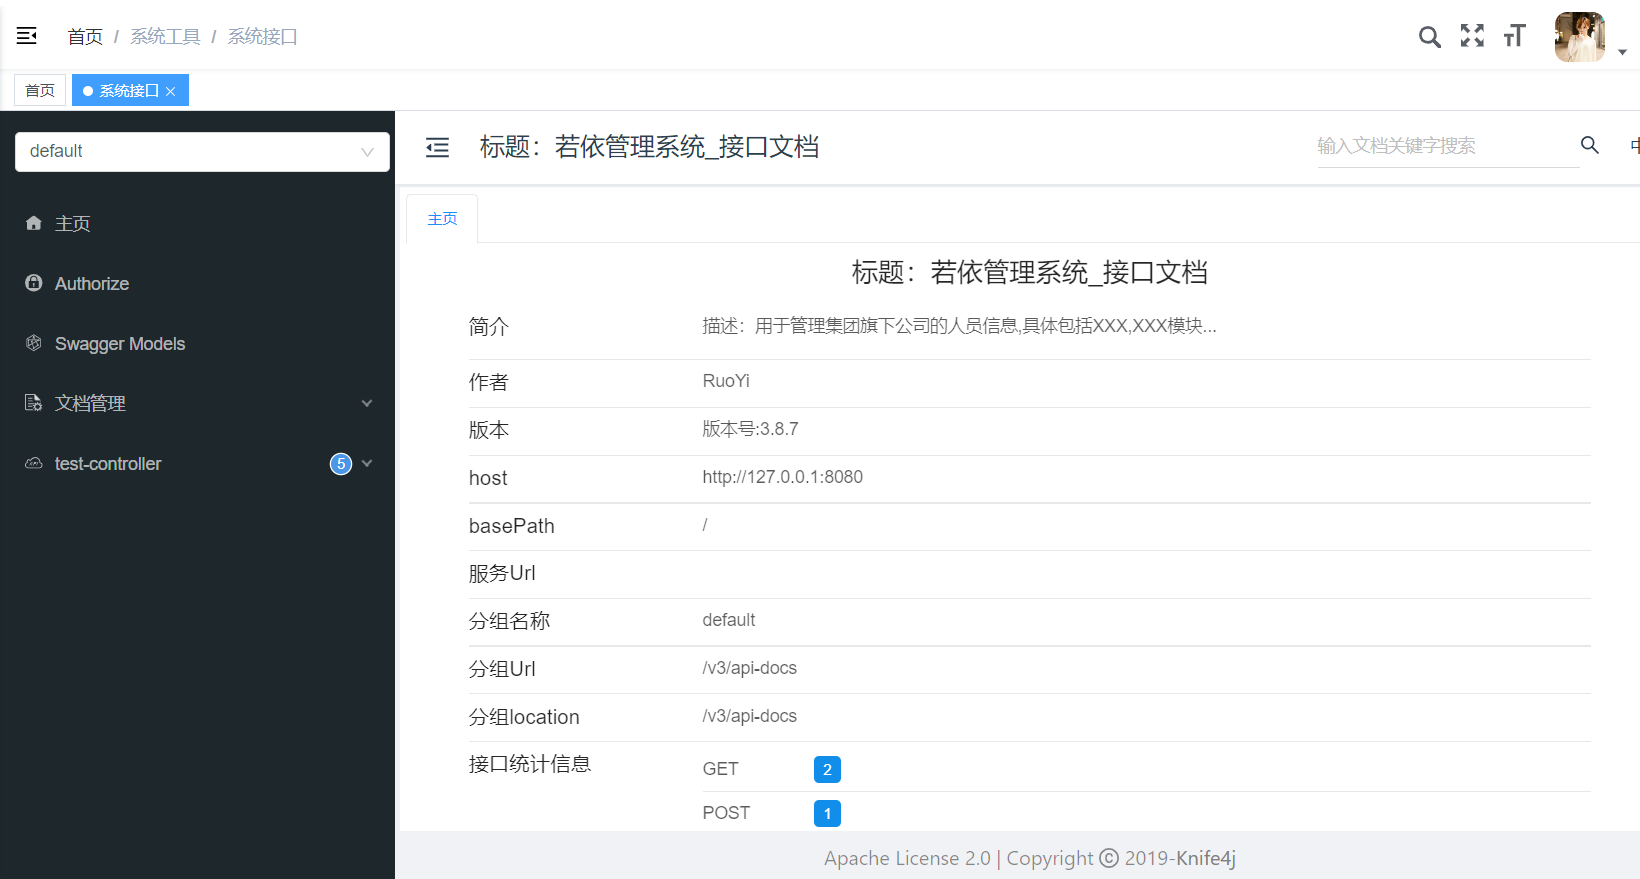 首页 / 系统工具 / 系统接口
首页
系统接口
default
主页
Authorize
Swagger Models
文档管理
test-controller 5
标题：若依管理系统_接口文档
输入文档关键字搜索
中
主页
标题：若依管理系统_接口文档
简介 描述：用于管理集团旗下公司的人员信息,具体包括XXX,XXX模块...
作者 RuoYi
版本 版本号:3.8.7
host http://127.0.0.1:8080
basePath /
服务Url
分组名称 default
分组Url /v3/api-docs
分组location /v3/api-docs
接口统计信息 GET 2
POST 1
Apache License 2.0 | Copyright © 2019-Knife4j